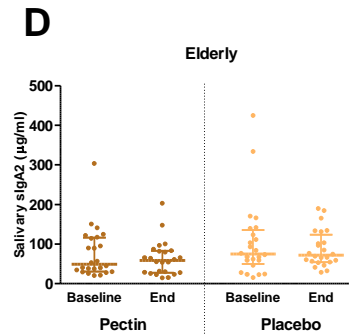 D
Elderly
Salivary sIgA2 (µg/ml)
500
400
300
200
100
0
Baseline End Baseline End
Pectin Placebo